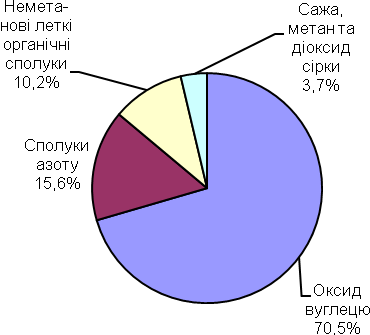 Немета-
нові леткі
органічні
сполуки
10,2%
Сажа,
метан та
діоксид
сірки
3,7%
Сполуки
азоту
15,6%
Оксид
вуглецю
70,5%